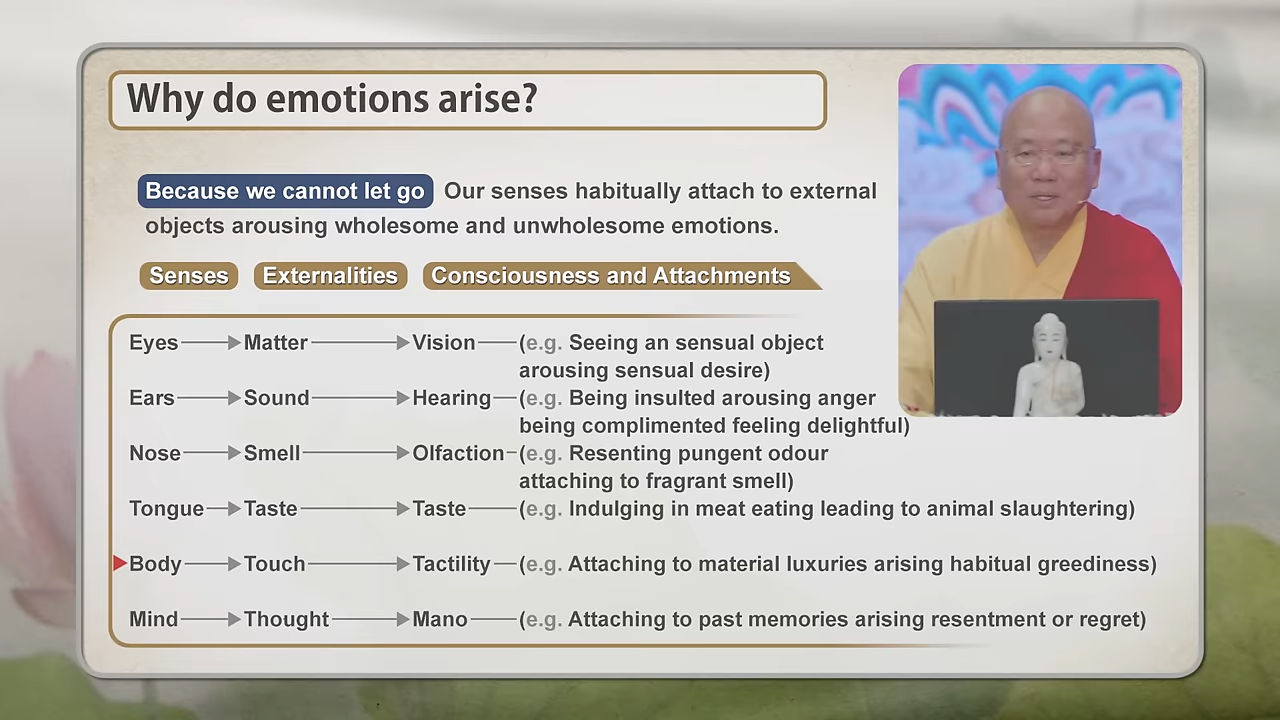 Why do emotions arise?
Because we cannot let go Our senses habitually attach to external
objects arousing wholesome and unwholesome emotions.
Senses Externalities Consciousness and Attachments
Eyes Matter Vision (e.g. Seeing an sensual object
arousing sensual desire)
Ears Sound Hearing (e.g. Being insulted arousing anger
being complimented feeling delightful)
Nose Smell Olfaction (e.g. Resenting pungent odour
attaching to fragrant smell)
Tongue Taste Taste (e.g. Indulging in meat eating leading to animal slaughtering)
Body Touch Tactility (e.g. Attaching to material luxuries arising habitual greediness)
Mind Thought Mano (e.g. Attaching to past memories arising resentment or regret)